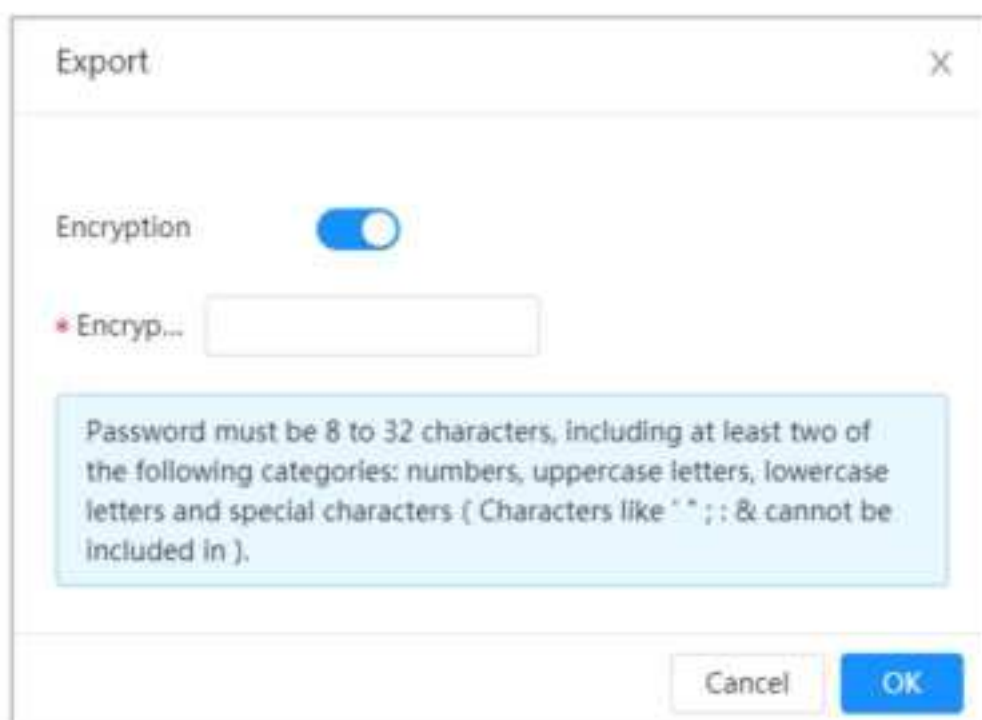 Export
Encryption
* Encryp...
Password must be 8 to 32 characters, including at least two of
the following categories: numbers, uppercase letters, lowercase
letters and special characters ( Characters like ' " ; : & cannot be
included in ).
Cancel
OK